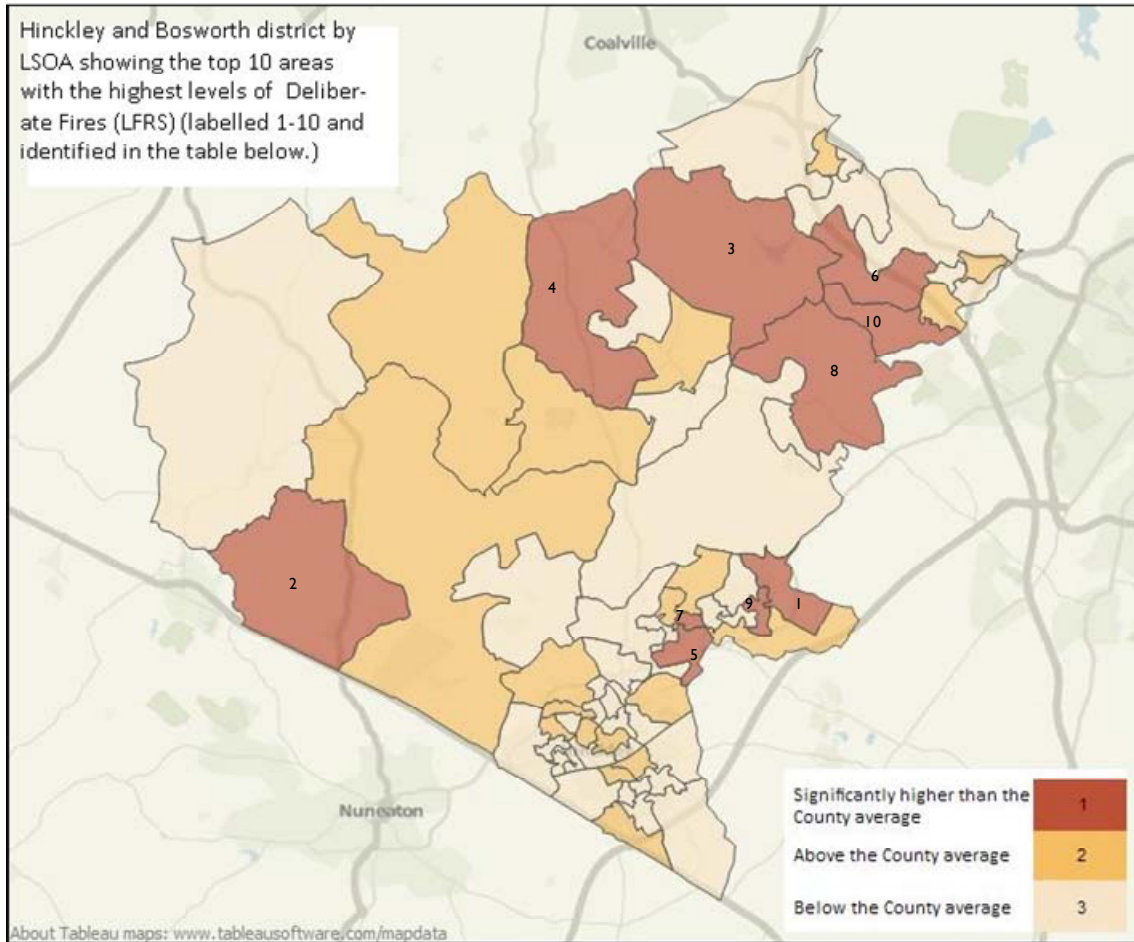 Hinckley and Bosworth district by
LSOA showing the top 10 areas
with the highest levels of Deliber-
ate Fires (LFRS) (labelled 1-10 and
identified in the table below.)
Coalville
3
4
6
10
8
2
9
1
7
5
Nuneaton
Significantly higher than the
County average
1
Above the County average
2
Below the County average
3
About Tableau maps: www.tableausoftware.com/mapdata